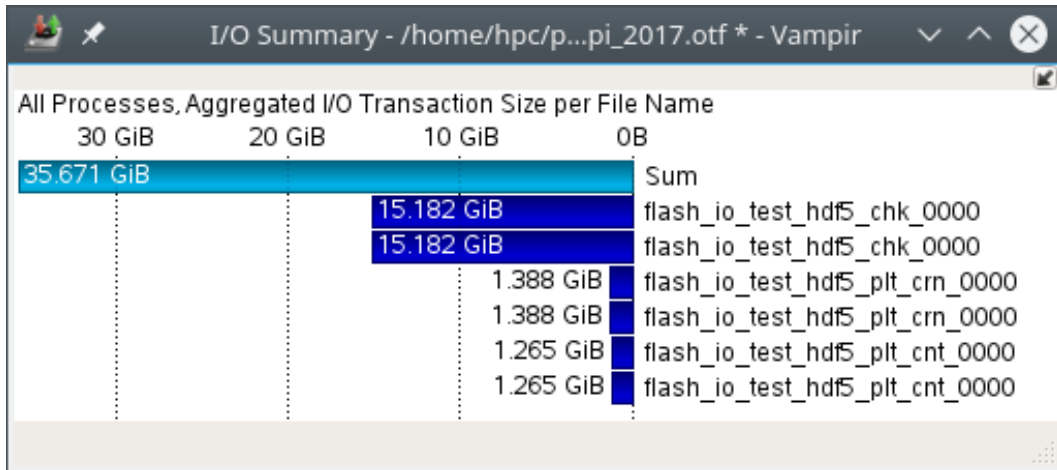 I/O Summary - /home/hpc/p...pi_2017.otf * - Vampir
All Processes, Aggregated I/O Transaction Size per File Name
30 GiB 20 GiB 10 GiB 0B
35.671 GiB Sum
15.182 GiB flash_io_test_hdf5_chk_0000
15.182 GiB flash_io_test_hdf5_chk_0000
1.388 GiB flash_io_test_hdf5_plt_crn_0000
1.388 GiB flash_io_test_hdf5_plt_crn_0000
1.265 GiB flash_io_test_hdf5_plt_cnt_0000
1.265 GiB flash_io_test_hdf5_plt_cnt_0000